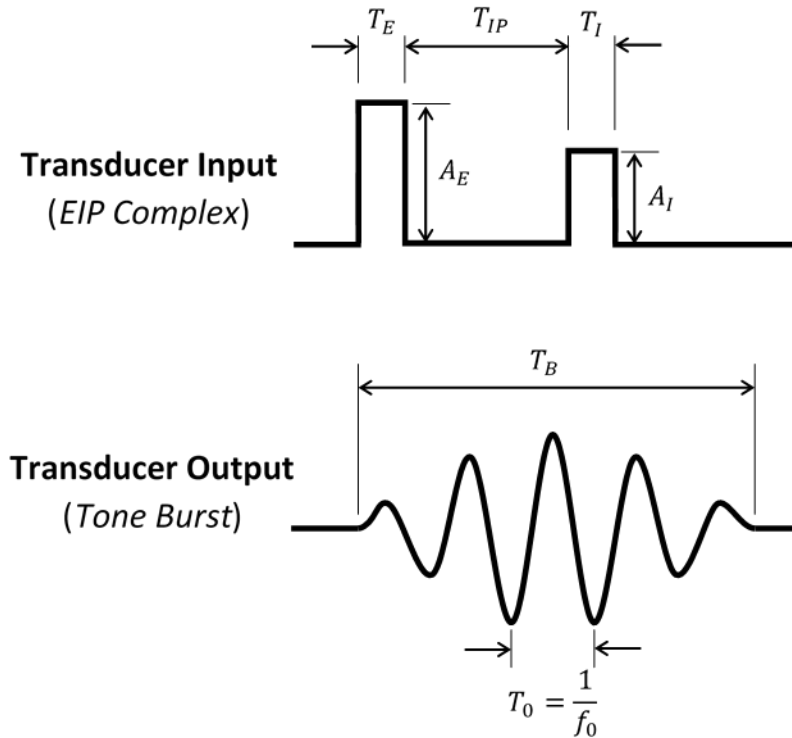 T_E T_IP T_I
Transducer Input
(EIP Complex)
A_E
A_I
T_B
Transducer Output
(Tone Burst)
T_0 = 1/f_0